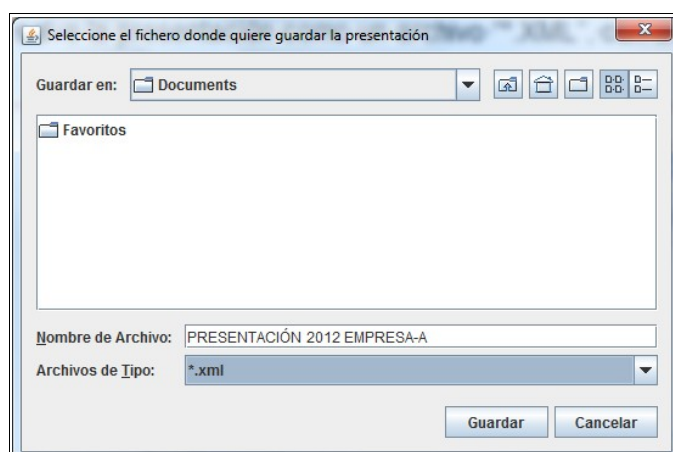 Seleccione el fichero donde quiere guardar la presentación
Guardar en: Documents
Favoritos
Nombre de Archivo: PRESENTACIÓN 2012 EMPRESA-A
Archivos de Tipo: *.xml
Guardar Cancelar